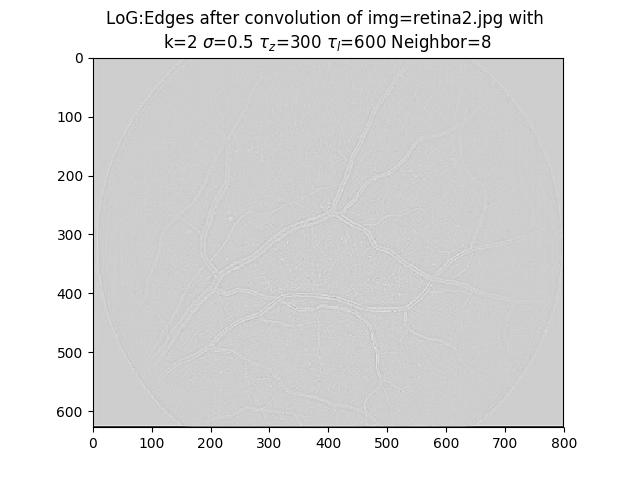 LoG:Edges after convolution of img=retina2.jpg with
k=2 σ=0.5 τz=300 τl=600 Neighbor=8
0
100
200
300
400
500
600
0 100 200 300 400 500 600 700 800